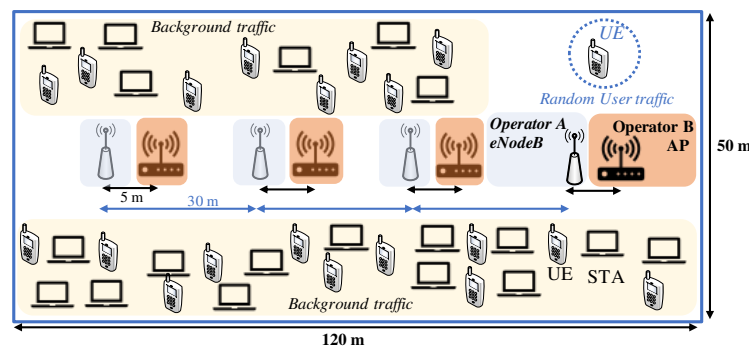 Background traffic
UE
Random User traffic
Operator A
eNodeB
Operator B
AP
50 m
5 m
30 m
UE
STA
Background traffic
120 m